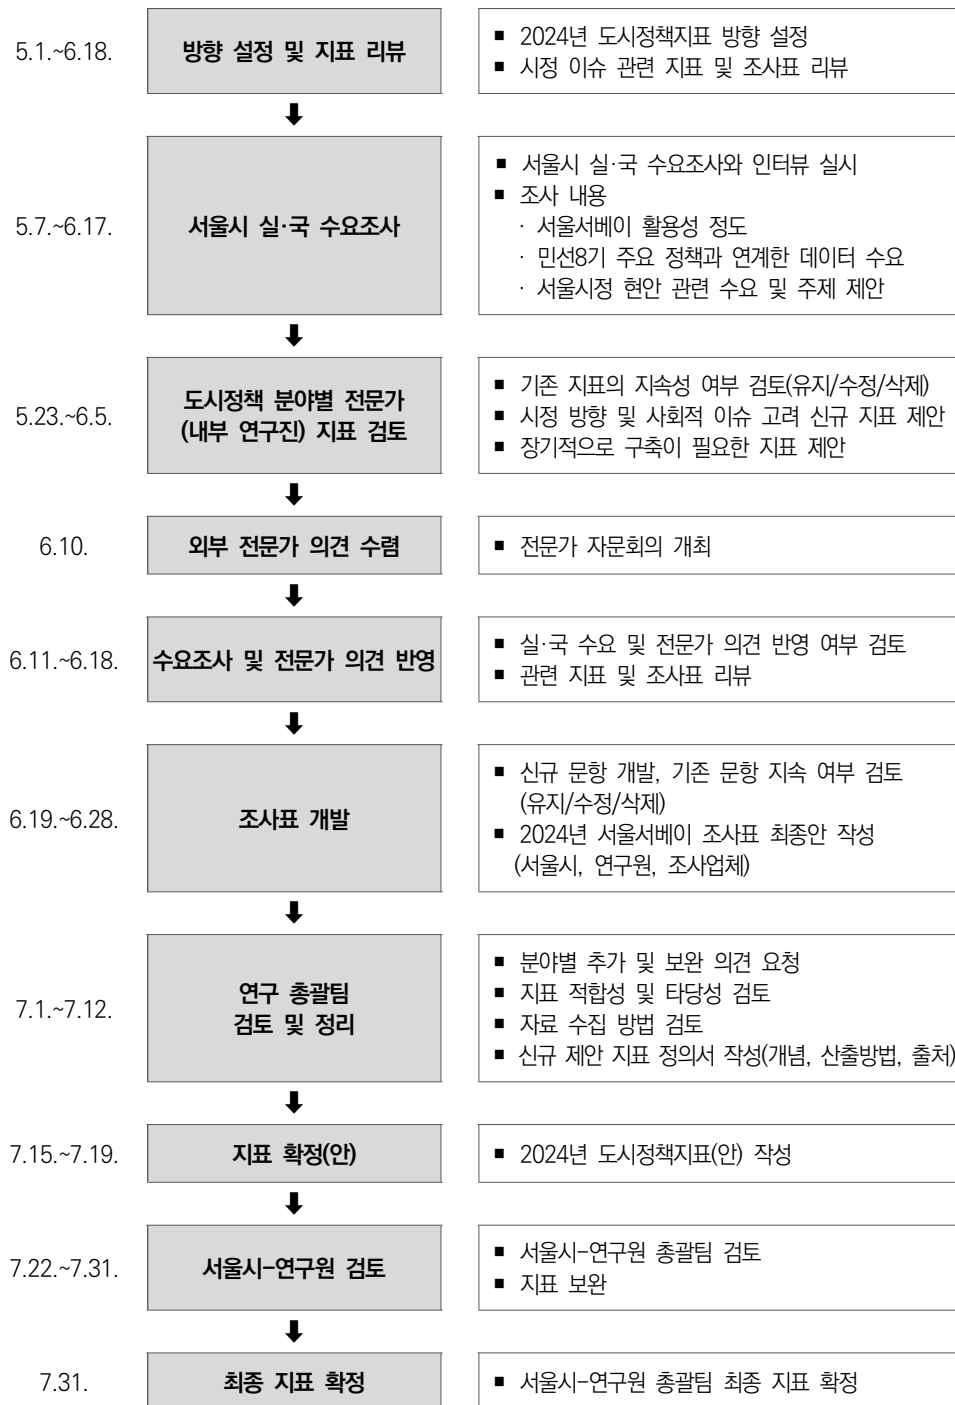 5.1.~6.18.
방향 설정 및 지표 리뷰
■ 2024년 도시정책지표 방향 설정
■ 시정 이슈 관련 지표 및 조사표 리뷰
5.7.~6.17.
서울시 실·국 수요조사
■ 서울시 실·국 수요조사와 인터뷰 실시
■ 조사 내용
· 서울서베이 활용성 정도
· 민선8기 주요 정책과 연계한 데이터 수요
· 서울시정 현안 관련 수요 및 주제 제안
5.23.~6.5.
도시정책 분야별 전문가
(내부 연구진) 지표 검토
■ 기존 지표의 지속성 여부 검토(유지/수정/삭제)
■ 시정 방향 및 사회적 이슈 고려 신규 지표 제안
■ 장기적으로 구축이 필요한 지표 제안
6.10.
외부 전문가 의견 수렴
■ 전문가 자문회의 개최
6.11.~6.18.
수요조사 및 전문가 의견 반영
■ 실·국 수요 및 전문가 의견 반영 여부 검토
■ 관련 지표 및 조사표 리뷰
6.19.~6.28.
조사표 개발
■ 신규 문항 개발, 기존 문항 지속 여부 검토
(유지/수정/삭제)
■ 2024년 서울서베이 조사표 최종안 작성
(서울시, 연구원, 조사업체)
7.1.~7.12.
연구 총괄팀
검토 및 정리
■ 분야별 추가 및 보완 의견 요청
■ 지표 적합성 및 타당성 검토
■ 자료 수집 방법 검토
■ 신규 제안 지표 정의서 작성(개념, 산출방법, 출처)
7.15.~7.19.
지표 확정(안)
■ 2024년 도시정책지표(안) 작성
7.22.~7.31.
서울시-연구원 검토
■ 서울시-연구원 총괄팀 검토
■ 지표 보완
7.31.
최종 지표 확정
■ 서울시-연구원 총괄팀 최종 지표 확정